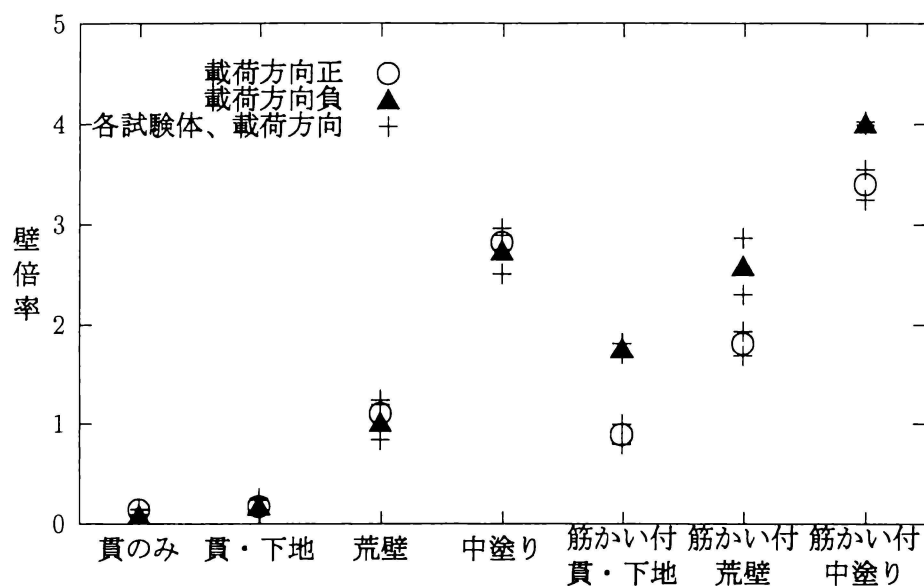 5
4
3
2
1
0
壁倍率
載荷方向正
載荷方向負
各試験体、載荷方向
貫のみ
貫・下地
荒壁
中塗り
筋かい付
貫・下地
筋かい付
荒壁
筋かい付
中塗り